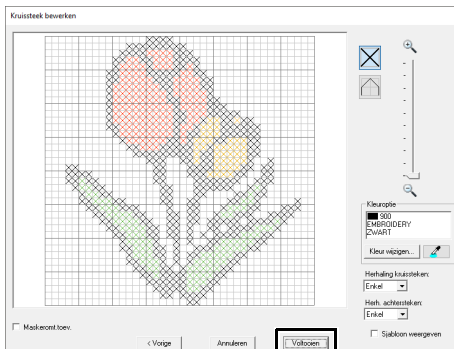 Kruissteek bewerken
Kleuroptie
900
EMBROIDERY
ZWART
Kleur wijzigen...
Herhaling kruissteken:
Enkel
Herh. achtersteken:
Enkel
Sjabloon weergeven
Maskeromt.toev.
< Vorige
Annuleren
Voltooien